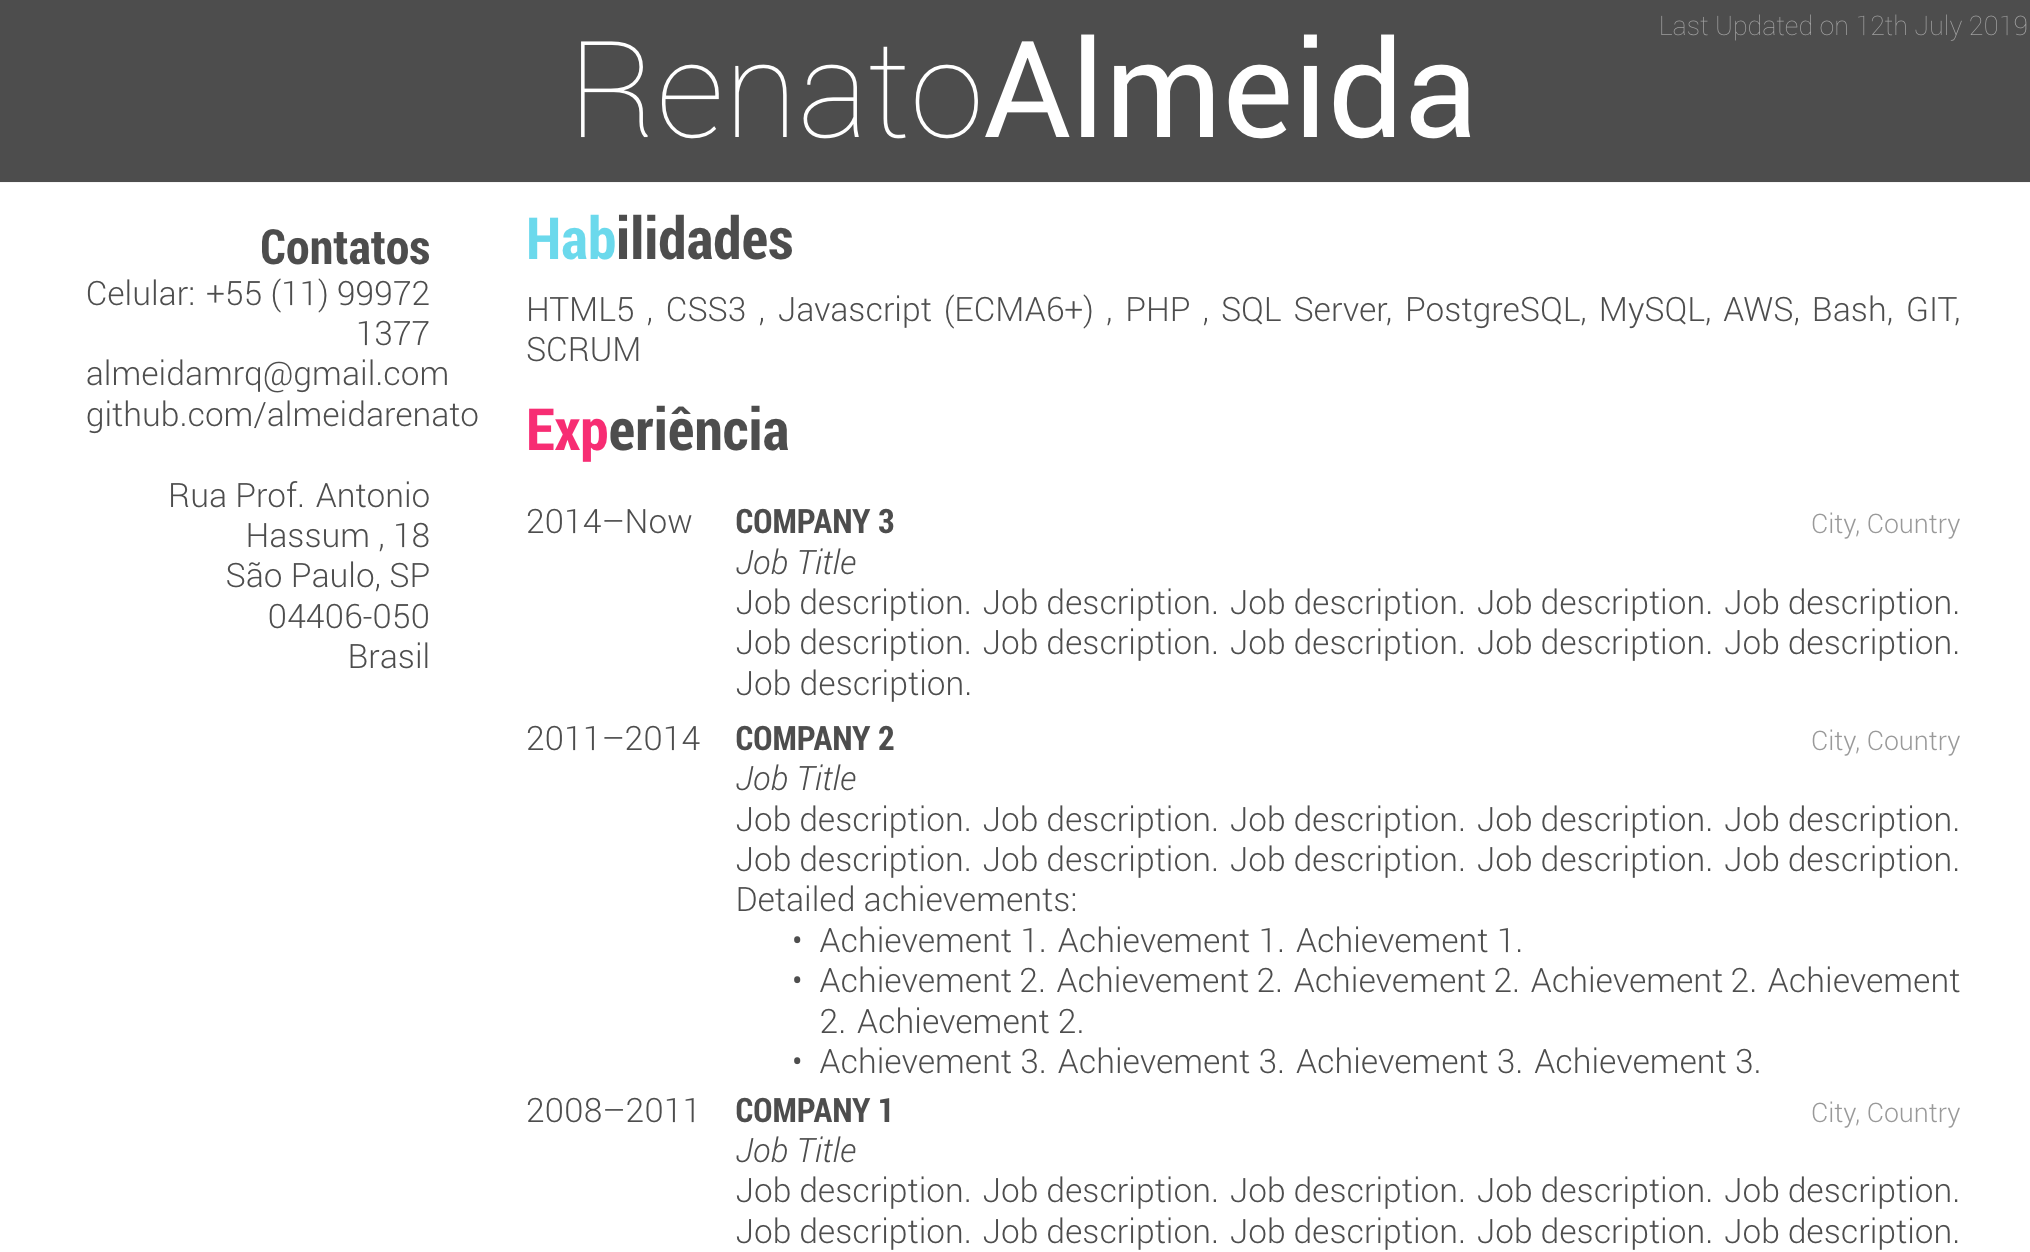 Last Updated on 12th July 2019
RenatoAlmeida
Contatos
Celular: +55 (11) 99972
1377
almeidamrq@gmail.com
github.com/almeidarenato
Rua Prof. Antonio
Hassum , 18
São Paulo, SP
04406-050
Brasil
Habilidades
HTML5 , CSS3 , Javascript (ECMA6+) , PHP , SQL Server, PostgreSQL, MySQL, AWS, Bash, GIT,
SCRUM
Experiência
2014–Now COMPANY 3 City, Country
Job Title
Job description. Job description. Job description. Job description. Job description.
Job description. Job description. Job description. Job description. Job description.
Job description.
2011–2014 COMPANY 2 City, Country
Job Title
Job description. Job description. Job description. Job description. Job description.
Job description. Job description. Job description. Job description. Job description.
Detailed achievements:
• Achievement 1. Achievement 1. Achievement 1.
• Achievement 2. Achievement 2. Achievement 2. Achievement 2. Achievement
2. Achievement 2.
• Achievement 3. Achievement 3. Achievement 3. Achievement 3.
2008–2011 COMPANY 1 City, Country
Job Title
Job description. Job description. Job description. Job description. Job description.
Job description. Job description. Job description. Job description. Job description.